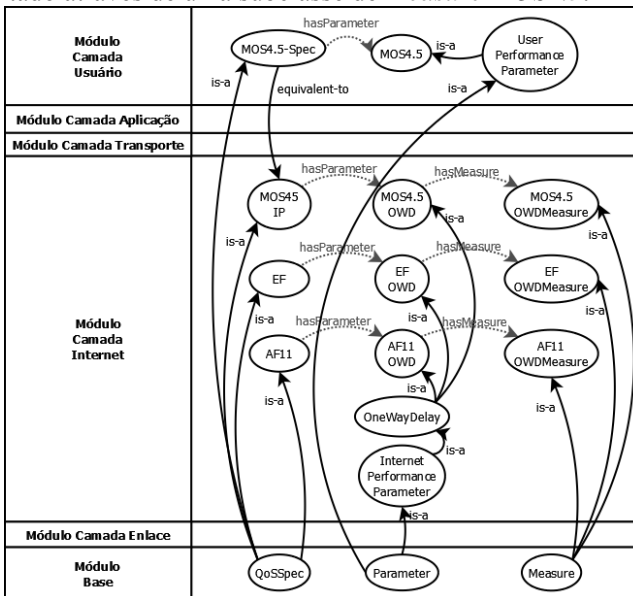 Módulo
Camada
Usuário
MOS4.5-Spec
hasParameter
MOS4.5
is-a
User
Performance
Parameter
is-a
equivalent-to
is-a
Módulo Camada Aplicação
Módulo Camada Transporte
Módulo
Camada
Internet
MOS45
IP
hasParameter
MOS4.5
OWD
hasMeasure
MOS4.5
OWDMeasure
is-a
is-a
EF
hasParameter
EF
OWD
hasMeasure
EF
OWDMeasure
is-a
is-a
is-a
AF11
hasParameter
AF11
OWD
hasMeasure
AF11
OWDMeasure
is-a
is-a
is-a
OneWayDelay
is-a
Internet
Performance
Parameter
is-a
Módulo Camada Enlace
Módulo
Base
QoSSpec
Parameter
Measure